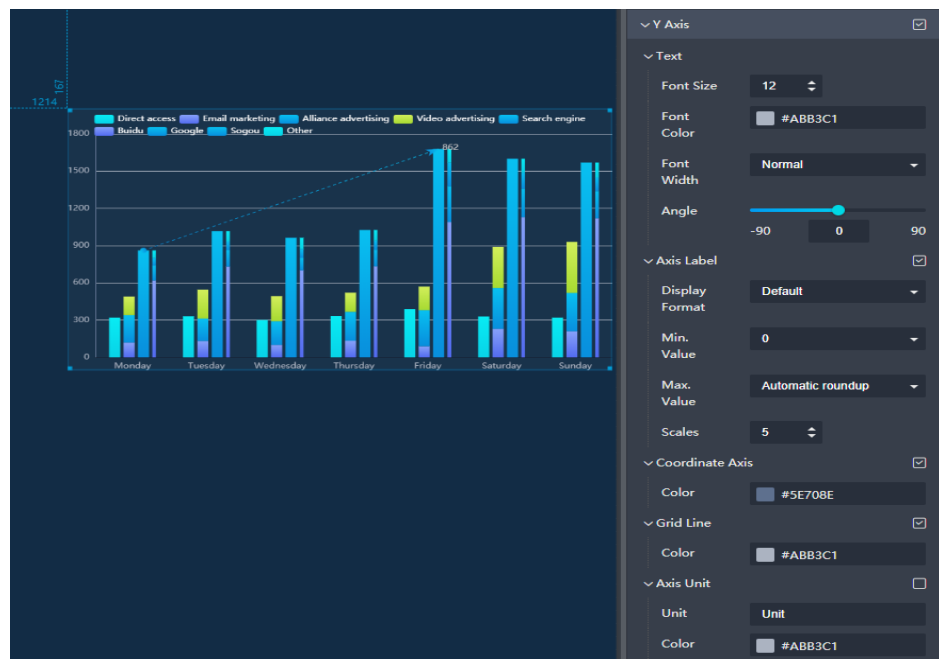 167
1214
Direct access Email marketing Alliance advertising Video advertising Search engine
Buidu Google Sogou Other
862
1800
1500
1200
900
600
300
0
Monday Tuesday Wednesday Thursday Friday Saturday Sunday
Y Axis
Text
Font Size 12
Font
Color
#ABB3C1
Font
Width
Normal
Angle
-90 0 90
Axis Label
Display
Format
Default
Min.
Value
0
Max.
Value
Automatic roundup
Scales 5
Coordinate Axis
Color #5E708E
Grid Line
Color #ABB3C1
Axis Unit
Unit Unit
Color #ABB3C1